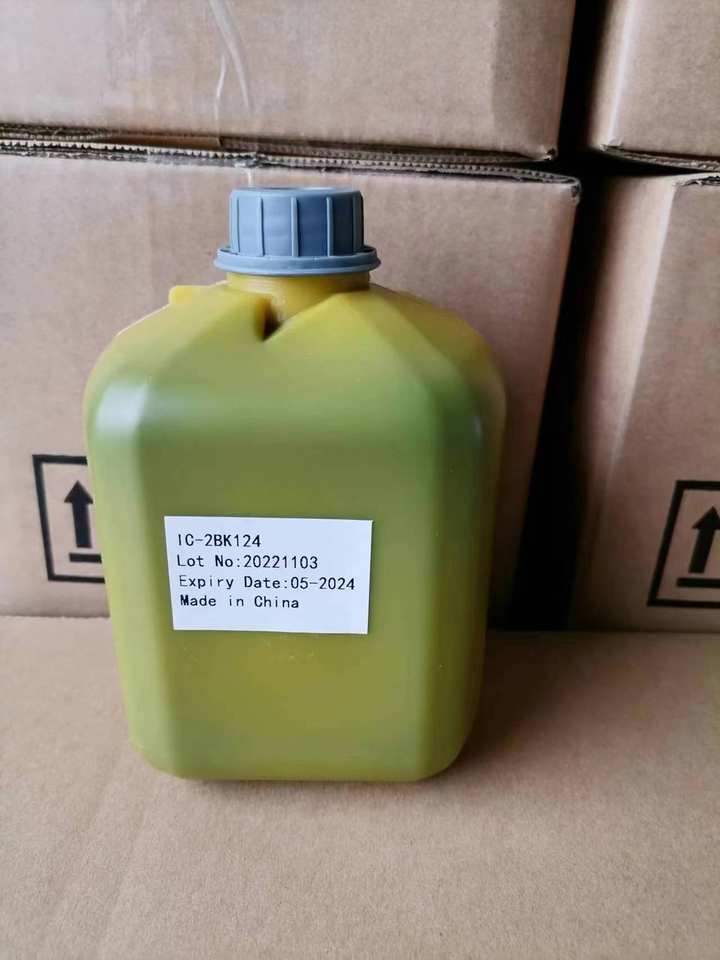 IC-2BK124
Lot No:20221103
Expiry Date:05-2024
Made in China